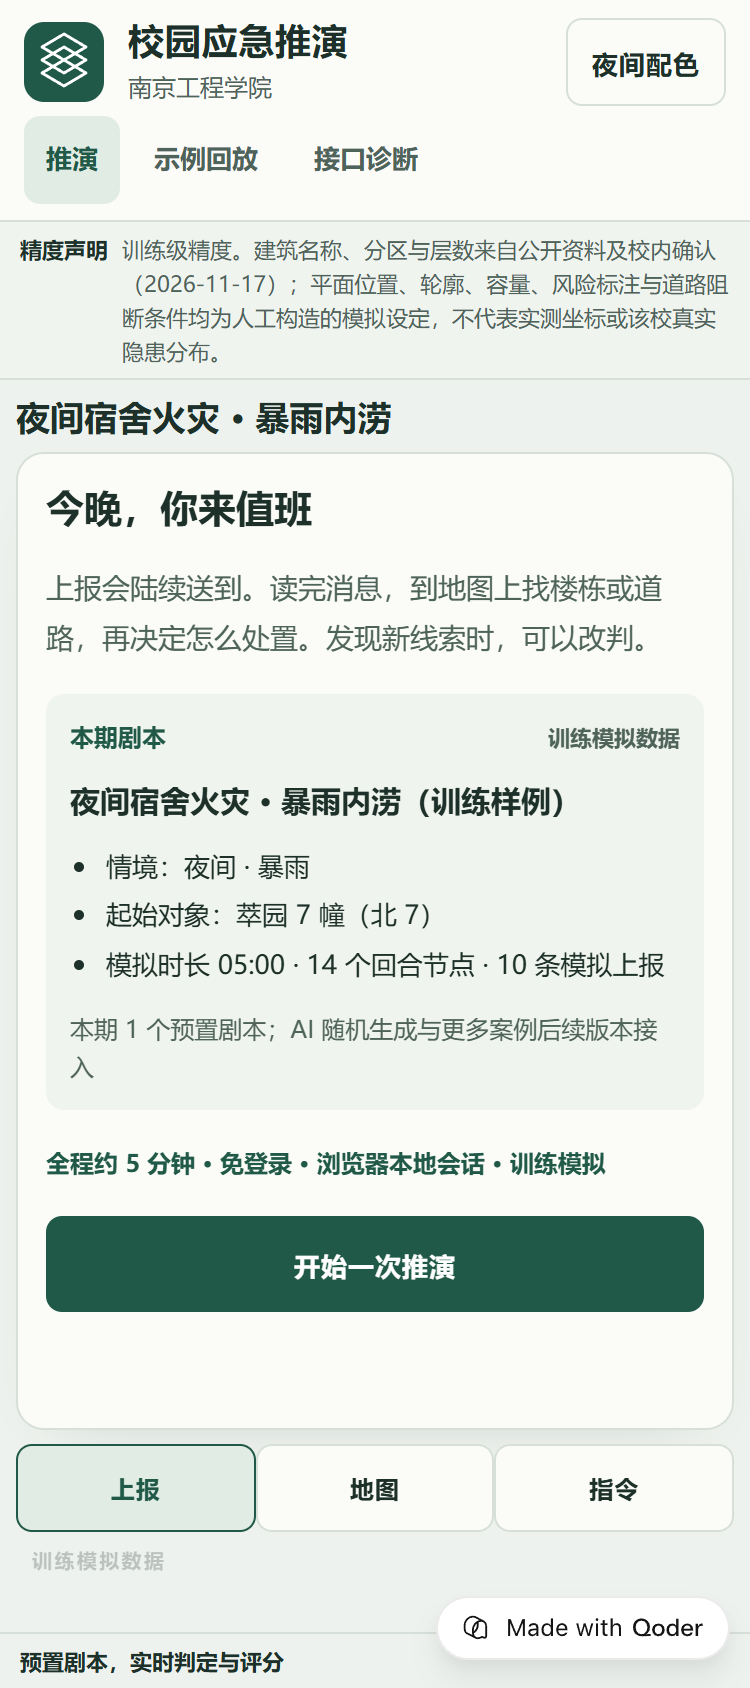 校园应急推演
南京工程学院
夜间配色
推演
示例回放
接口诊断
精度声明
训练级精度。建筑名称、分区与层数来自公开资料及校内确认
（2026-11-17）；平面位置、轮廓、容量、风险标注与道路阻
断条件均为人工构造的模拟设定，不代表实测坐标或该校真实
隐患分布。
夜间宿舍火灾·暴雨内涝
今晚，你来值班
上报会陆续送到。读完消息，到地图上找楼栋或道
路，再决定怎么处置。发现新线索时，可以改判。
本期剧本
训练模拟数据
夜间宿舍火灾·暴雨内涝（训练样例）
• 情境：夜间 · 暴雨
• 起始对象：萃园 7 幢（北 7）
• 模拟时长 05:00 · 14 个回合节点 · 10 条模拟上报
本期 1 个预置剧本；AI 随机生成与更多案例后续版本接
入
全程约 5 分钟·免登录·浏览器本地会话·训练模拟
开始一次推演
上报
地图
指令
训练模拟数据
Made with Qoder
预置剧本，实时判定与评分